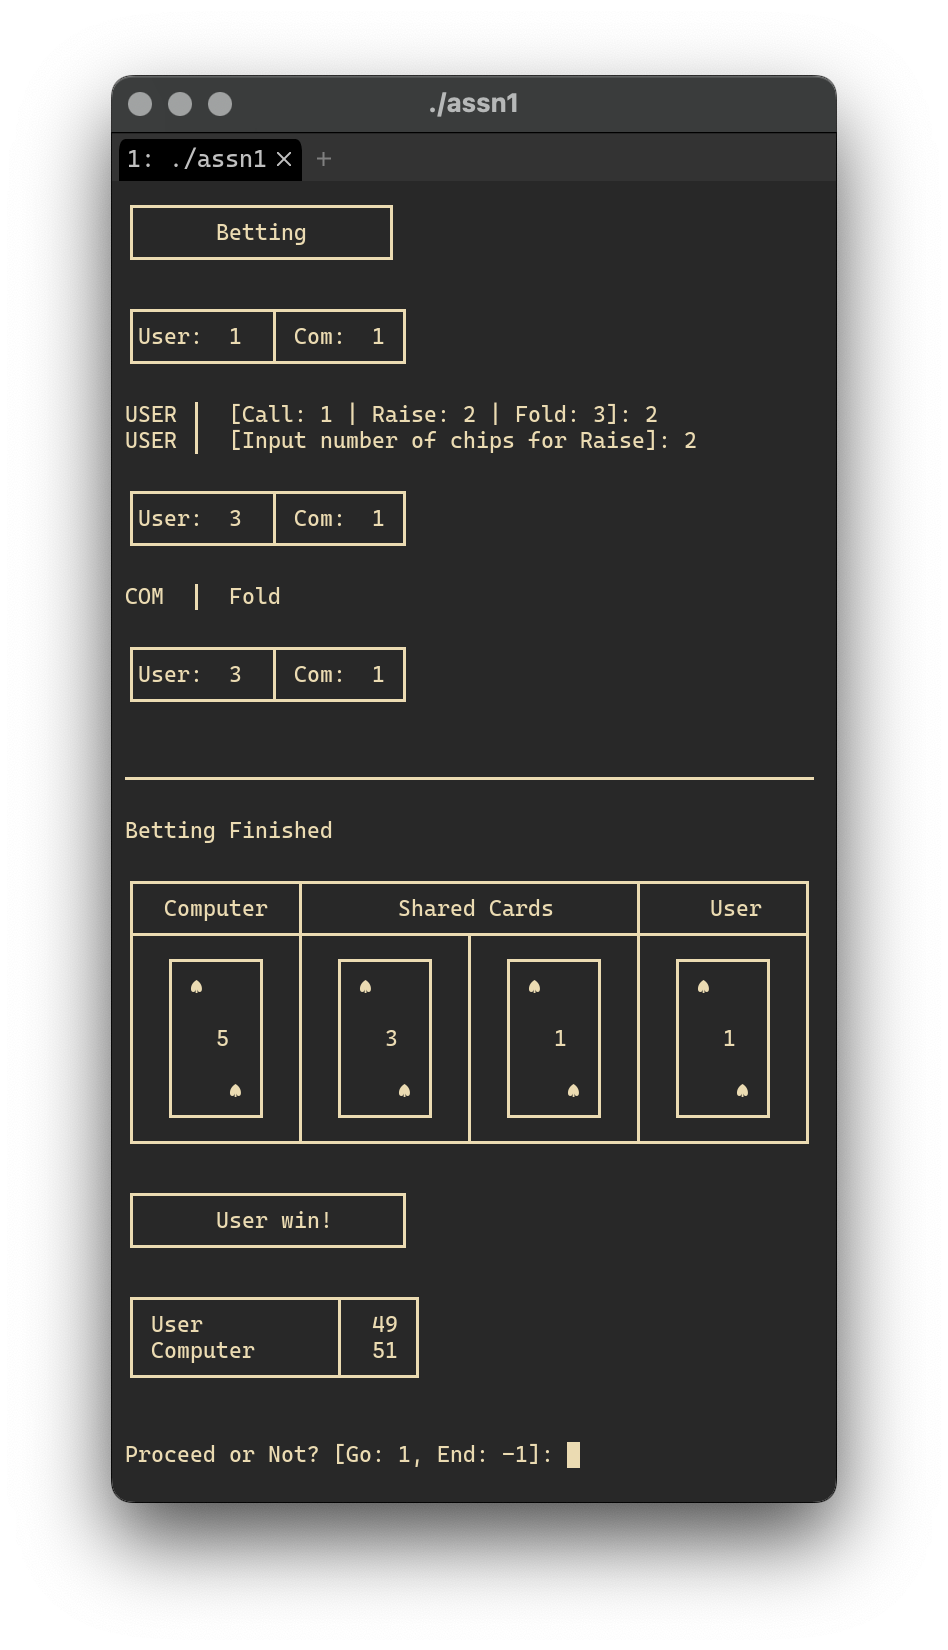 ./assn1
1: ./assn1 × +
Betting
User: 1 Com: 1
USER | [Call: 1 | Raise: 2 | Fold: 3]: 2
USER | [Input number of chips for Raise]: 2
User: 3 Com: 1
COM | Fold
User: 3 Com: 1
Betting Finished
Computer Shared Cards User
♠ ♠ ♠ ♠
5 3 1 1
♠ ♠ ♠ ♠
User win!
User 49
Computer 51
Proceed or Not? [Go: 1, End: -1]: